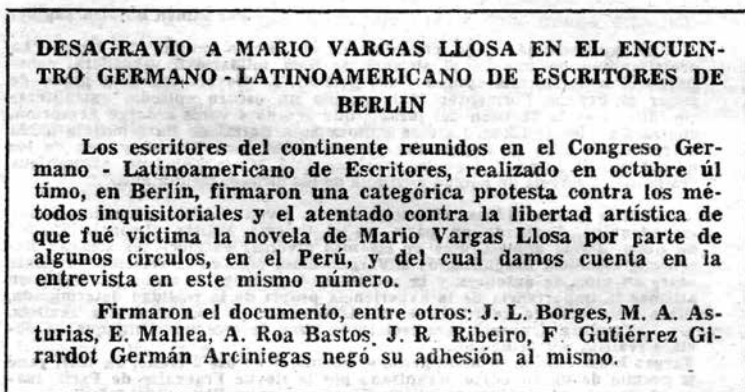 DESAGRAVIO A MARIO VARGAS LLOSA EN EL ENCUEN-
TRO GERMANO - LATINOAMERICANO DE ESCRITORES DE
BERLIN
Los escritores del continente reunidos en el Congreso Ger-
mano - Latinoamericano de Escritores, realizado en octubre úl
timo, en Berlín, firmaron una categórica protesta contra los mé-
todos inquisitoriales y el atentado contra la libertad artística de
que fué víctima la novela de Mario Vargas Llosa por parte de
algunos círculos, en el Perú, y del cual damos cuenta en la
entrevista en este mismo número.
Firmaron el documento, entre otros: J. L. Borges, M. A. As-
turias, E. Mallea, A. Roa Bastos, J. R. Ribeiro, F. Gutiérrez Gi-
rardot Germán Arciniegas negó su adhesión al mismo.